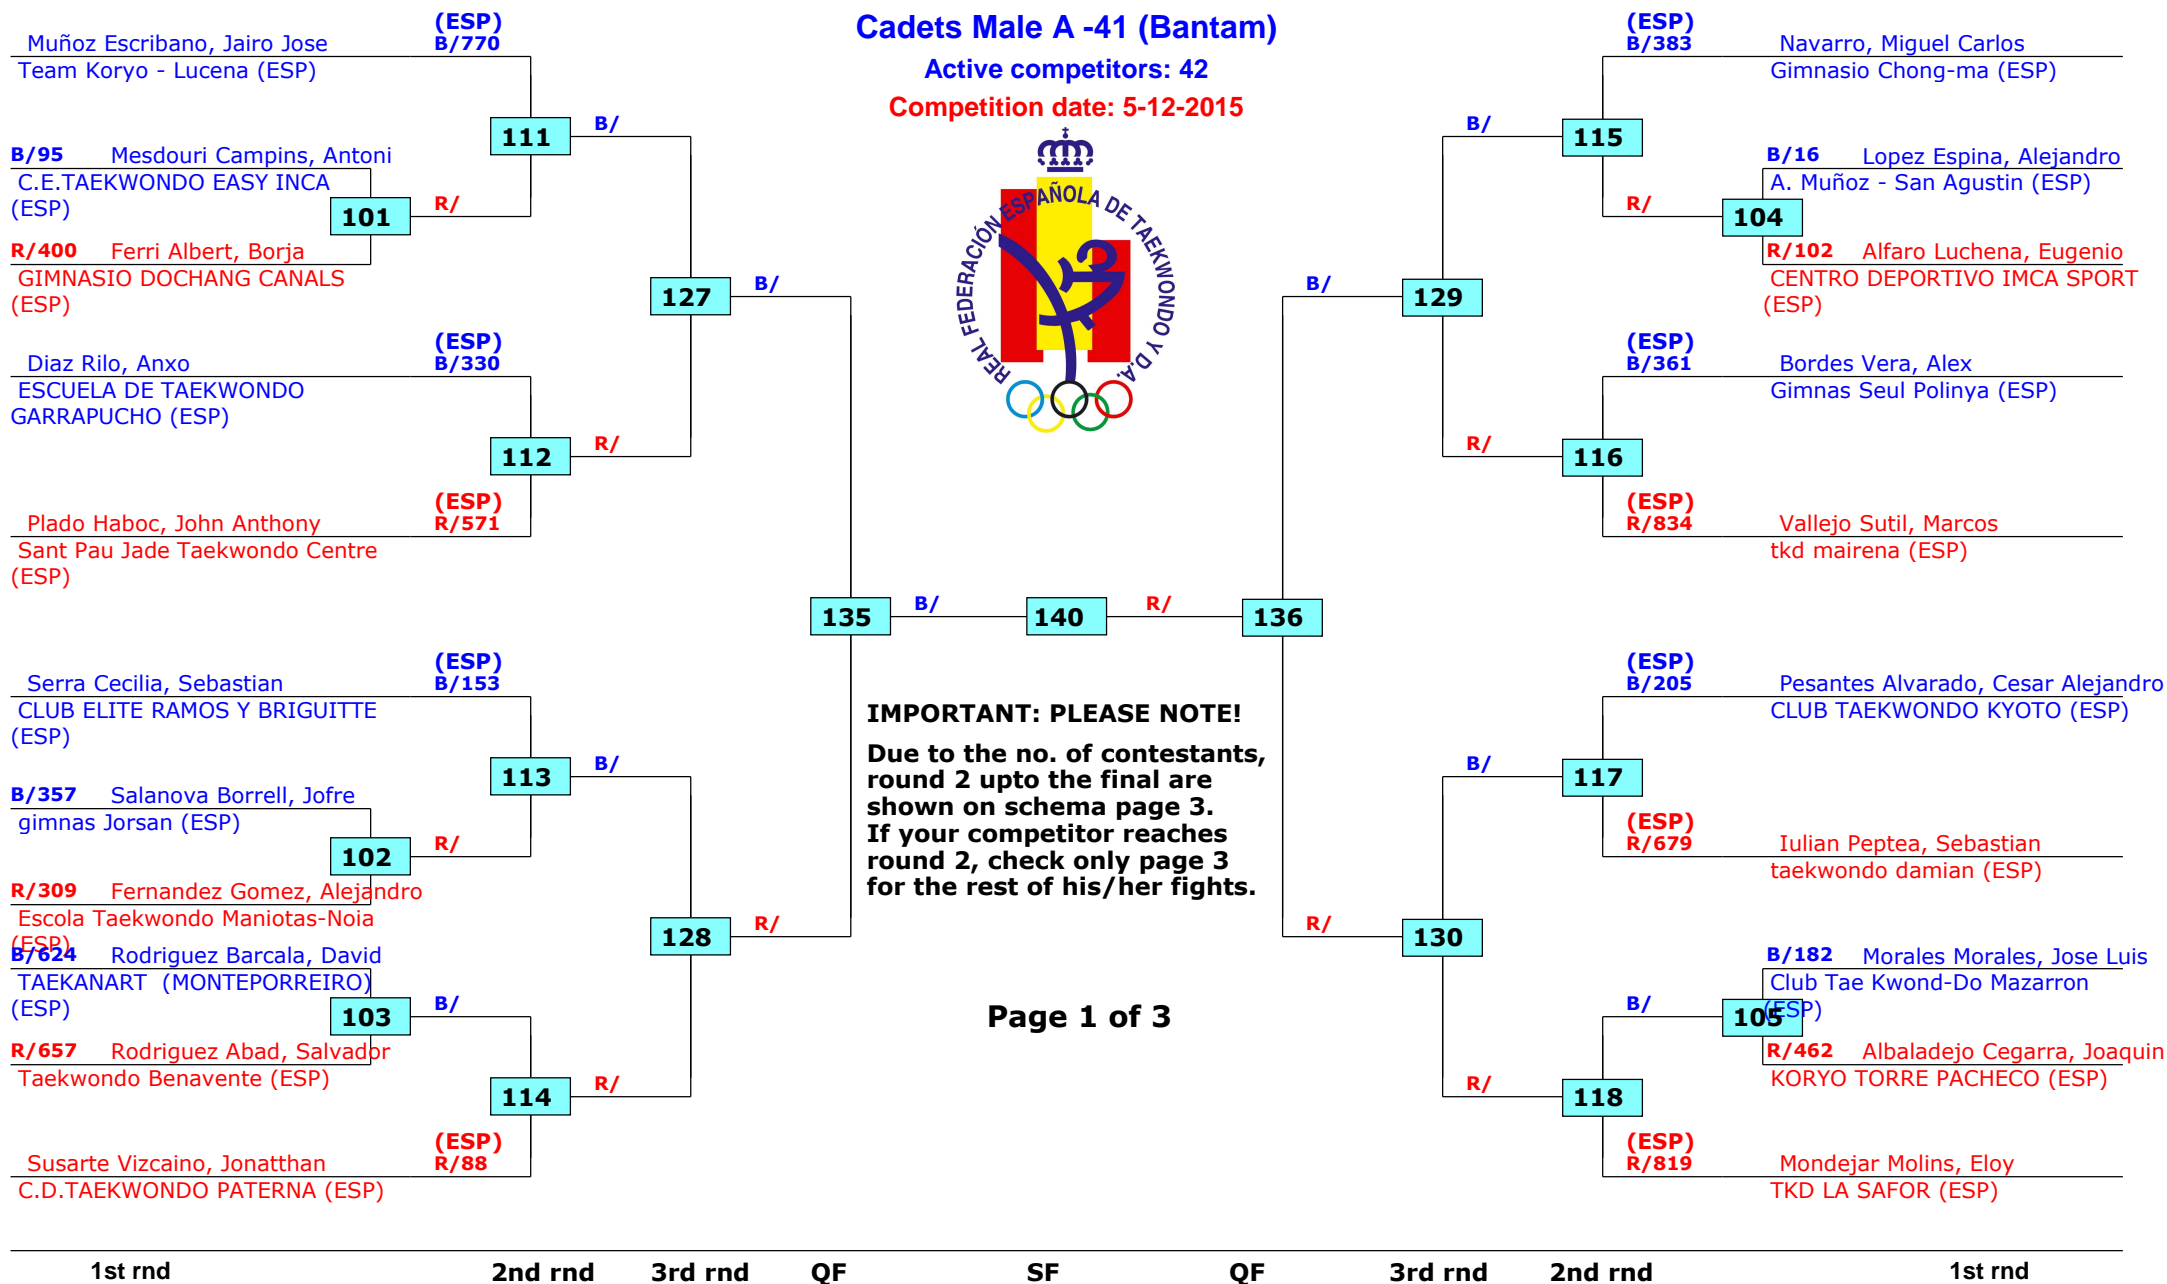 Cadets Male A -41 (Bantam)
Active competitors: 42
Competition date: 5-12-2015
REAL FEDERACIÓN ESPAÑOLA DE TAEKWONDO Y D.A.
(ESP)
Muñoz Escribano, Jairo Jose B/770
Team Koryo - Lucena (ESP)
111
B/
B/95 Mesdouri Campins, Antoni
C.E.TAEKWONDO EASY INCA
(ESP)
101
R/
R/400 Ferri Albert, Borja
GIMNASIO DOCHANG CANALS
(ESP)
127
B/
(ESP)
Diaz Rilo, Anxo B/330
ESCUELA DE TAEKWONDO
GARRAPUCHO (ESP)
112
R/
(ESP)
Plado Haboc, John Anthony R/571
Sant Pau Jade Taekwondo Centre
(ESP)
135
B/
140
R/
136
(ESP)
Serra Cecilia, Sebastian B/153
CLUB ELITE RAMOS Y BRIGUITTE
(ESP)
113
B/
B/357 Salanova Borrell, Jofre
gimnas Jorsan (ESP)
102
R/
R/309 Fernandez Gomez, Alejandro
Escola Taekwondo Maniotas-Noia
(ESP)
128
R/
B/624 Rodriguez Barcala, David
TAEKANART (MONTEPORREIRO)
(ESP)
103
B/
R/657 Rodriguez Abad, Salvador
Taekwondo Benavente (ESP)
114
R/
(ESP)
Susarte Vizcaino, Jonatthan R/88
C.D.TAEKWONDO PATERNA (ESP)
IMPORTANT: PLEASE NOTE!
Due to the no. of contestants,
round 2 upto the final are
shown on schema page 3.
If your competitor reaches
round 2, check only page 3
for the rest of his/her fights.
Page 1 of 3
(ESP)
B/383 Navarro, Miguel Carlos
Gimnasio Chong-ma (ESP)
B/
115
B/16 Lopez Espina, Alejandro
A. Muñoz - San Agustin (ESP)
R/
104
R/102 Alfaro Luchena, Eugenio
CENTRO DEPORTIVO IMCA SPORT
(ESP)
B/
129
(ESP)
B/361 Bordes Vera, Alex
Gimnas Seul Polinya (ESP)
R/
116
(ESP)
R/834 Vallejo Sutil, Marcos
tkd mairena (ESP)
(ESP)
B/205 Pesantes Alvarado, Cesar Alejandro
CLUB TAEKWONDO KYOTO (ESP)
B/
117
(ESP)
R/679 Iulian Peptea, Sebastian
taekwondo damian (ESP)
R/
130
B/182 Morales Morales, Jose Luis
Club Tae Kwond-Do Mazarron
(ESP)
B/
105
R/462 Albaladejo Cegarra, Joaquin
KORYO TORRE PACHECO (ESP)
R/
118
(ESP)
R/819 Mondejar Molins, Eloy
TKD LA SAFOR (ESP)
1st rnd 2nd rnd 3rd rnd QF SF QF 3rd rnd 2nd rnd 1st rnd